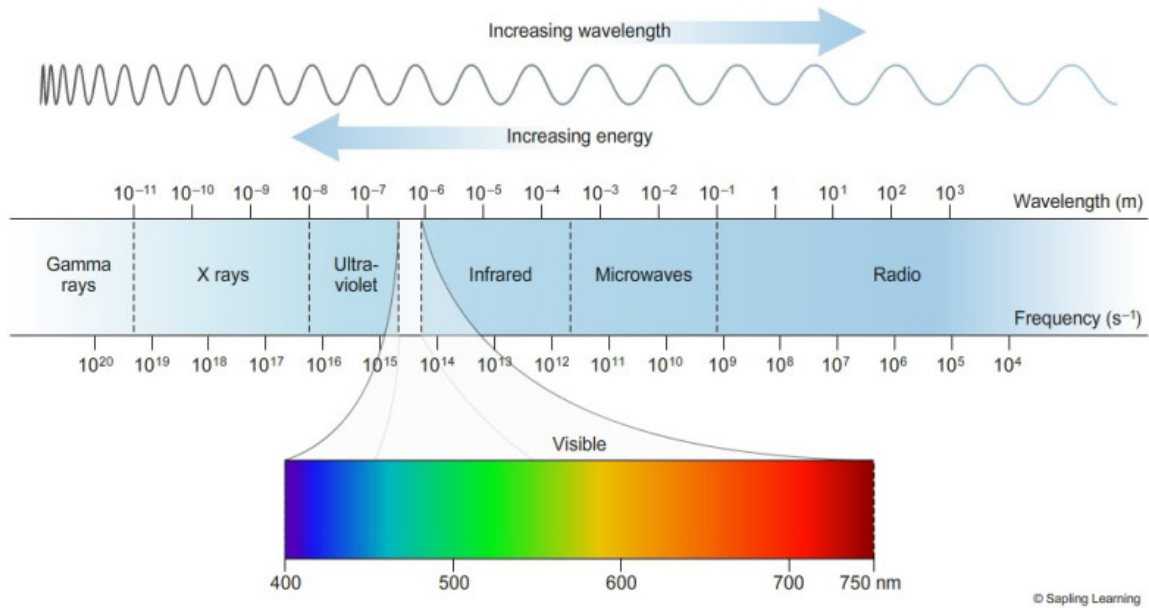 Increasing wavelength
Increasing energy
10⁻¹¹ 10⁻¹⁰ 10⁻⁹ 10⁻⁸ 10⁻⁷ 10⁻⁶ 10⁻⁵ 10⁻⁴ 10⁻³ 10⁻² 10⁻¹ 1 10¹ 10² 10³ Wavelength (m)
Gamma rays X rays Ultra-violet Infrared Microwaves Radio
Frequency (s⁻¹)
10²⁰ 10¹⁹ 10¹⁸ 10¹⁷ 10¹⁶ 10¹⁵ 10¹⁴ 10¹³ 10¹² 10¹¹ 10¹⁰ 10⁹ 10⁸ 10⁷ 10⁶ 10⁵ 10⁴
Visible
400 500 600 700 750 nm
© Sapling Learning